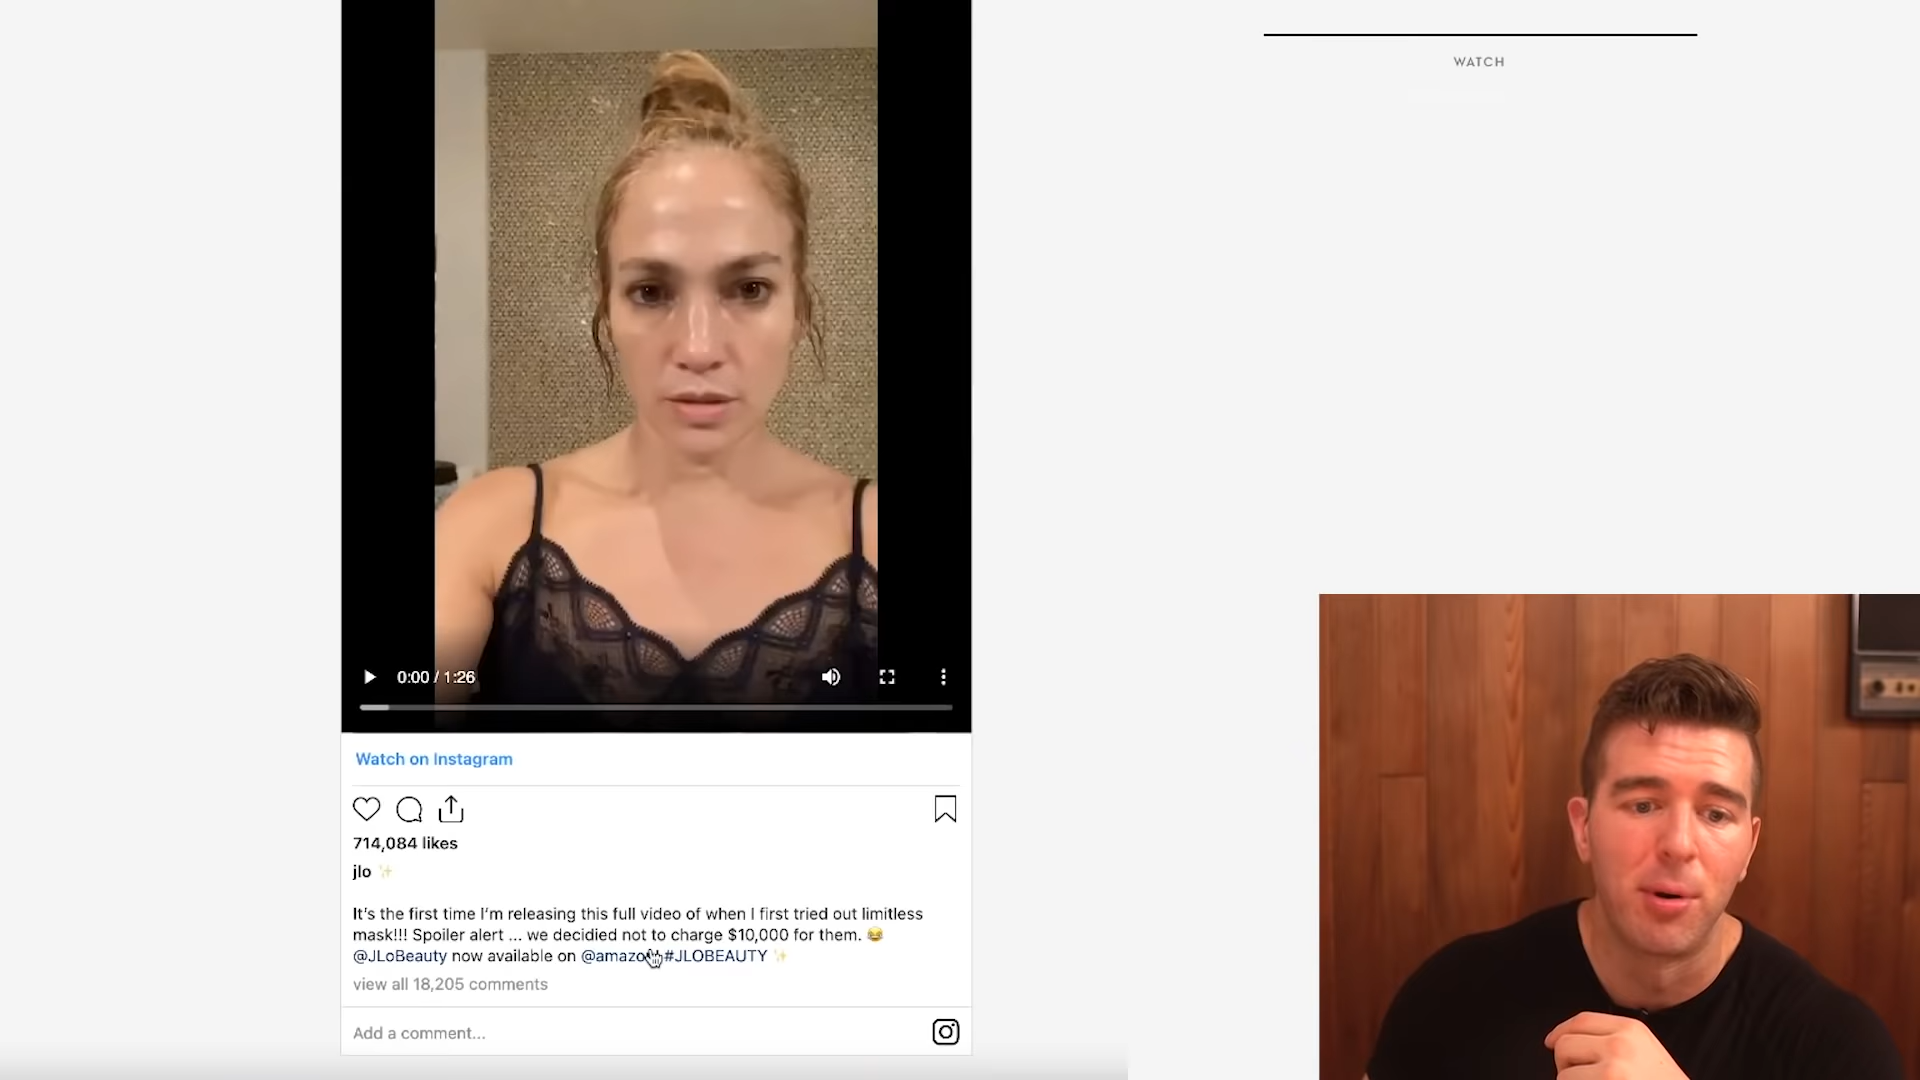 WATCH
0:00 / 1:26
Watch on Instagram
714,084 likes
jlo ✨
It's the first time I'm releasing this full video of when I first tried out limitless
mask!!! Spoiler alert ... we decidied not to charge $10,000 for them. 😂
@JLoBeauty now available on @amazon #JLOBEAUTY ✨
view all 18,205 comments
Add a comment...